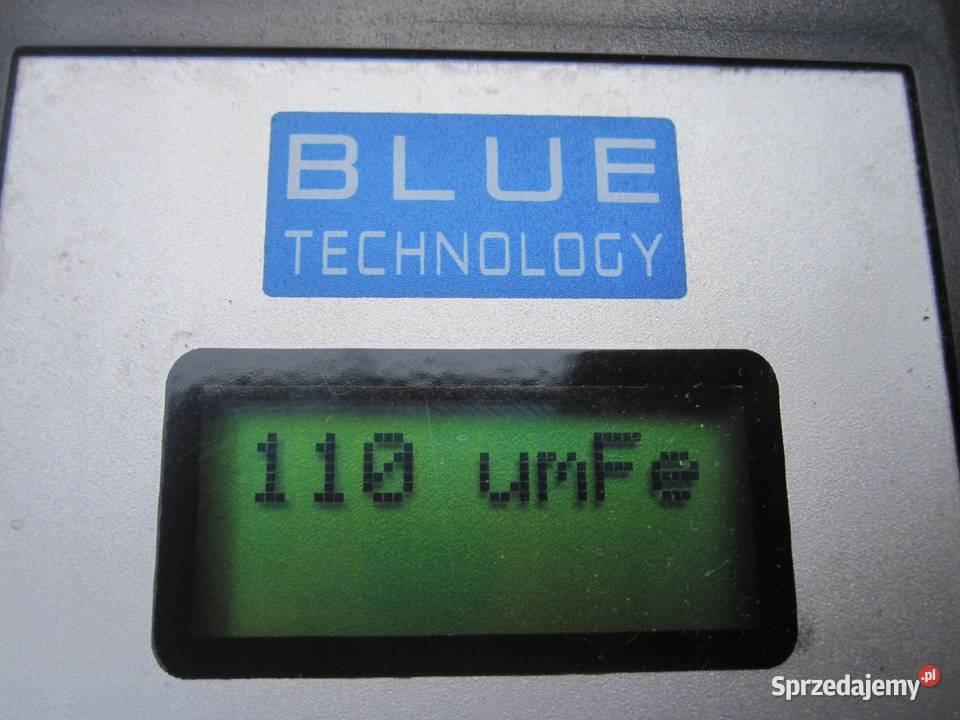 BLUE
TECHNOLOGY
110 umFe
Sprzedajemy.pl